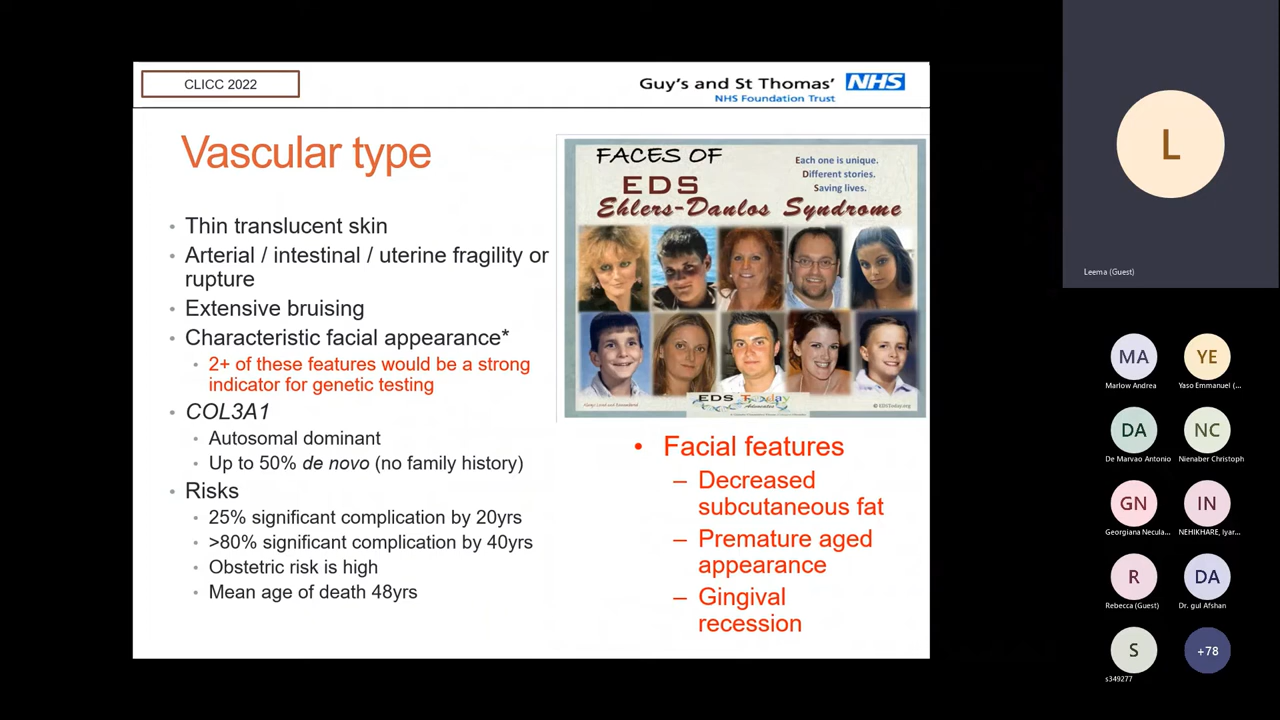 CLICC 2022
Guy's and St Thomas' NHS
NHS Foundation Trust
Vascular type
Thin translucent skin
Arterial / intestinal / uterine fragility or
rupture
Extensive bruising
Characteristic facial appearance*
2+ of these features would be a strong
indicator for genetic testing
COL3A1
Autosomal dominant
Up to 50% de novo (no family history)
Risks
25% significant complication by 20yrs
>80% significant complication by 40yrs
Obstetric risk is high
Mean age of death 48yrs
FACES OF
EDS
Ehlers-Danlos Syndrome
Each one is unique.
Different stories.
Saving lives.
EDS Today
Advocates
© EDSToday.org
Facial features
– Decreased
subcutaneous fat
– Premature aged
appearance
– Gingival
recession
L
Leema (Guest)
MA
Marlow Andrea
YE
Yaso Emmanuel (...
DA
De Marvao Antonio
NC
Nienaber Christoph
GN
Georgiana Necula...
IN
NEHIKHARE, Iyar...
R
Rebecca (Guest)
DA
Dr. gul Afshan
S
s349277
+78